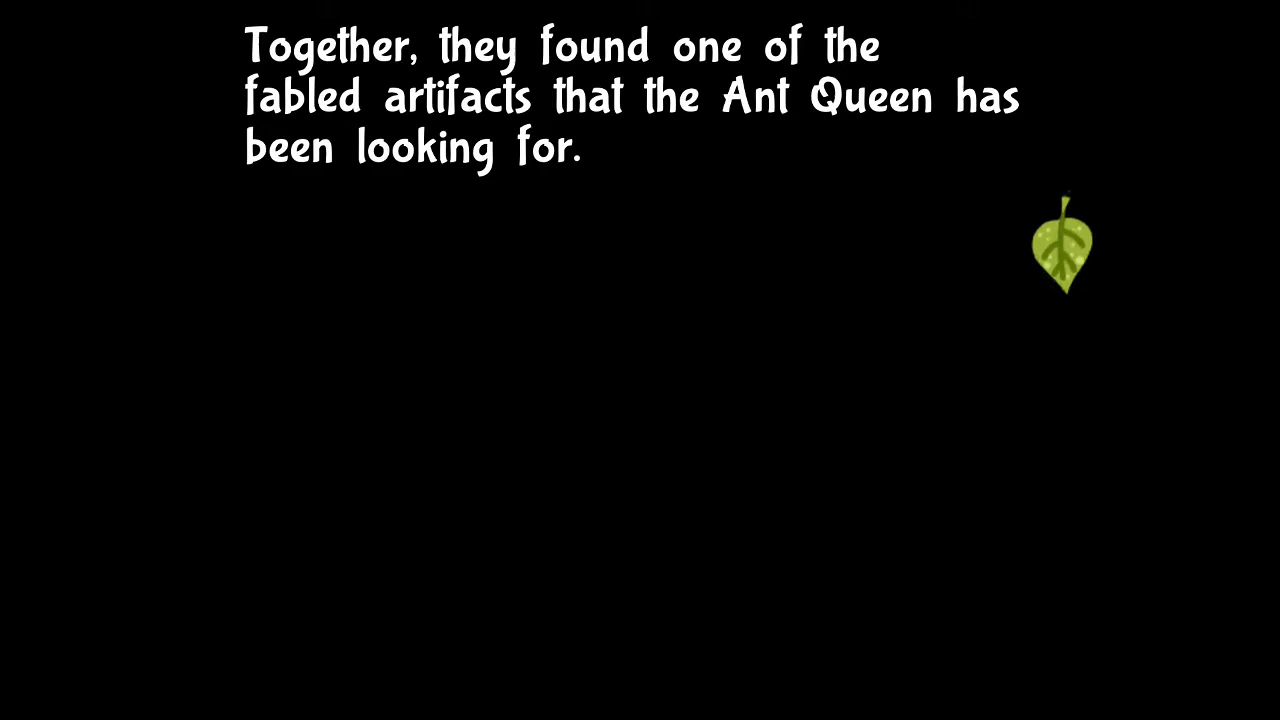 Together, they found one of the
fabled artifacts that the Ant Queen has
been looking for.